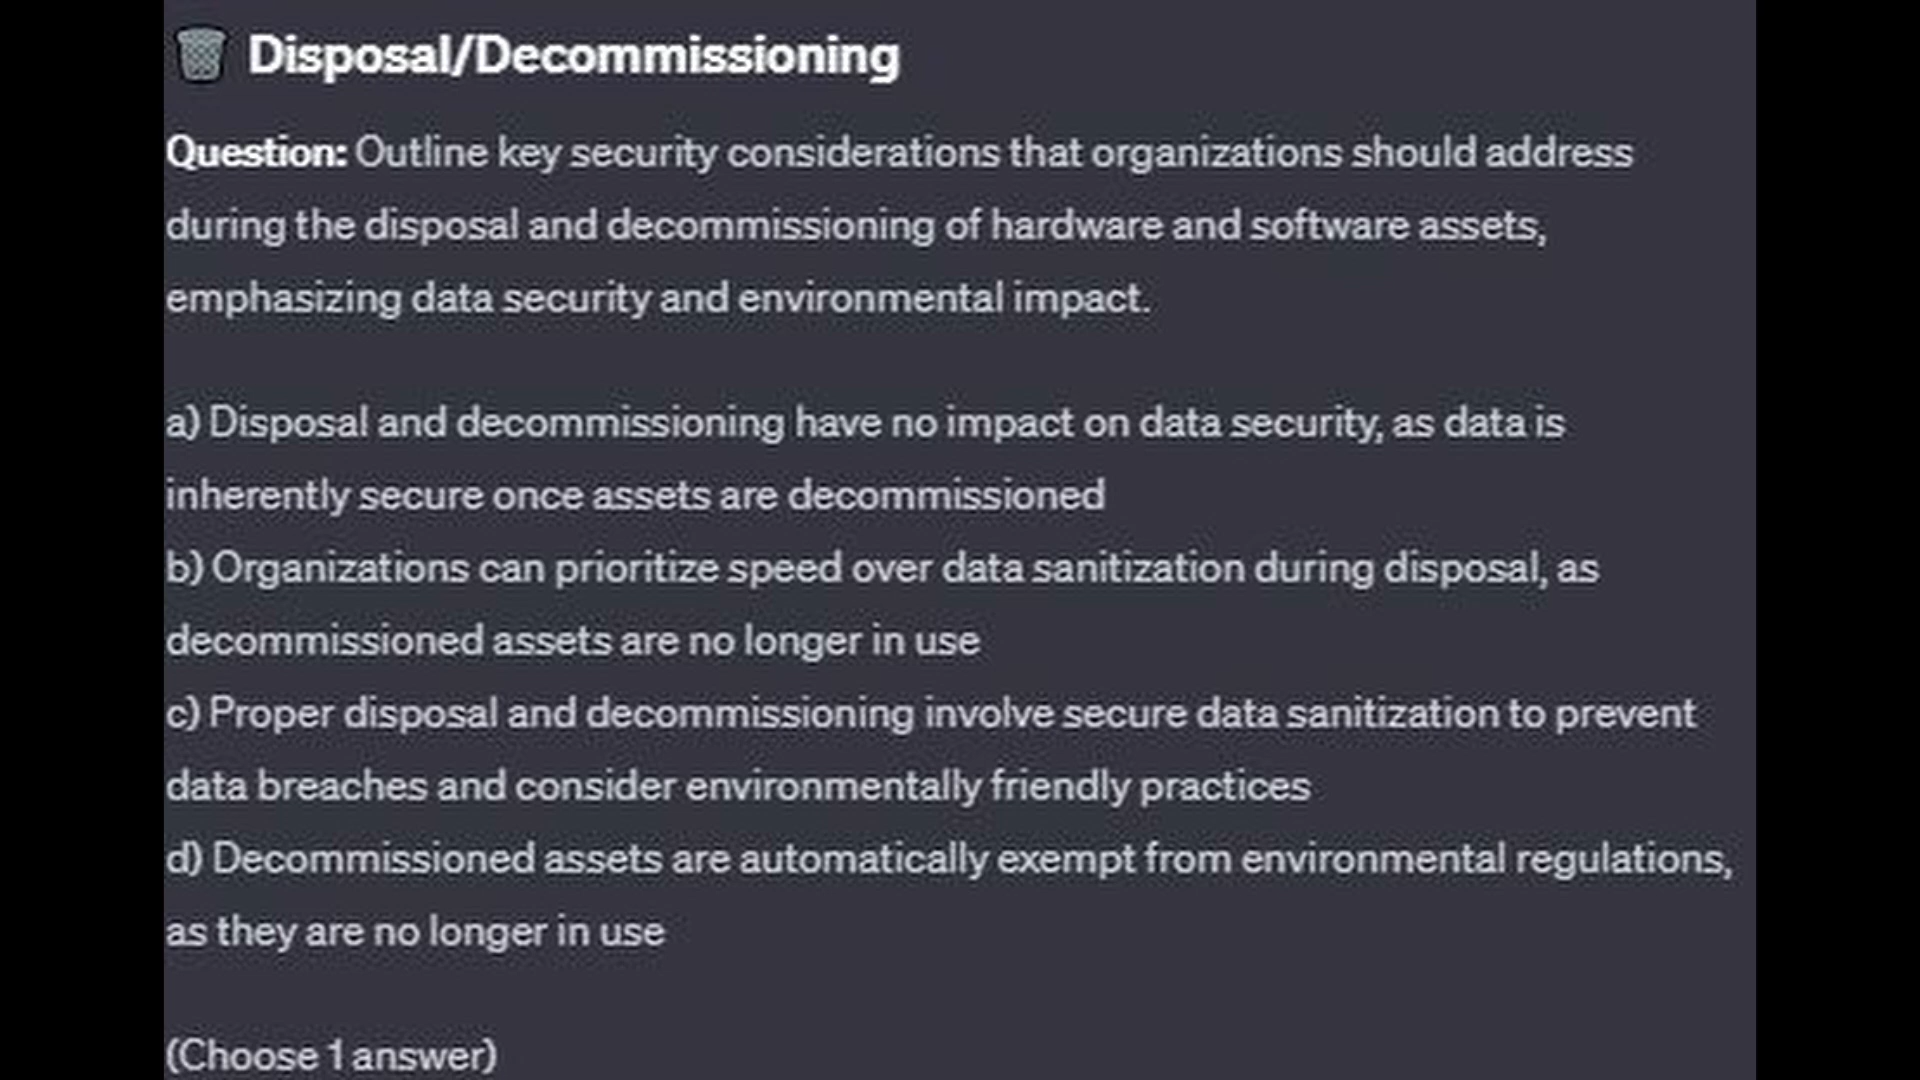 Disposal/Decommissioning
Question: Outline key security considerations that organizations should address
during the disposal and decommissioning of hardware and software assets,
emphasizing data security and environmental impact.
a) Disposal and decommissioning have no impact on data security, as data is
inherently secure once assets are decommissioned
b) Organizations can prioritize speed over data sanitization during disposal, as
decommissioned assets are no longer in use
c) Proper disposal and decommissioning involve secure data sanitization to prevent
data breaches and consider environmentally friendly practices
d) Decommissioned assets are automatically exempt from environmental regulations,
as they are no longer in use
(Choose 1 answer)